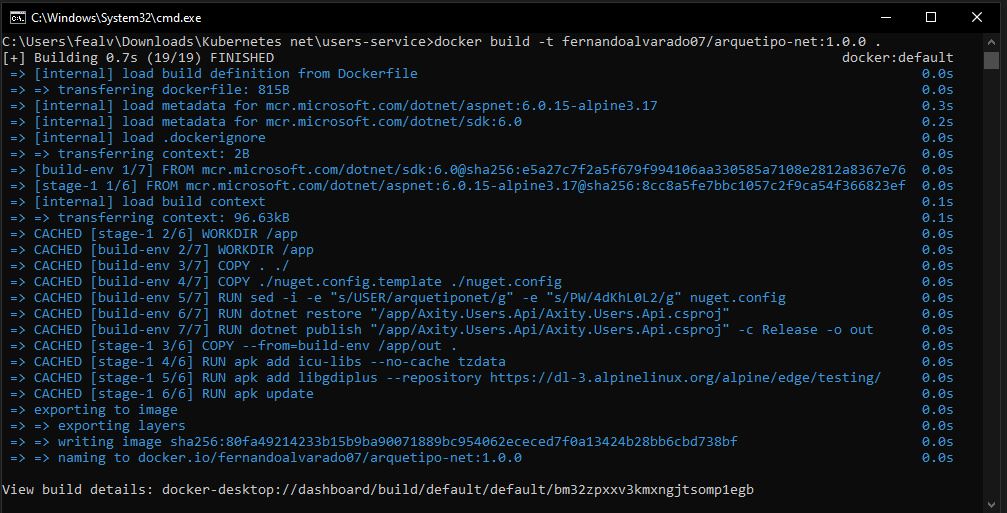 C:\Windows\System32\cmd.exe
C:\Users\fealv\Downloads\Kubernetes net\users-service>docker build -t fernandoalvarado07/arquetipo-net:1.0.0 .
[+] Building 0.7s (19/19) FINISHED docker:default
=> [internal] load build definition from Dockerfile 0.0s
=> => transferring dockerfile: 815B 0.0s
=> [internal] load metadata for mcr.microsoft.com/dotnet/aspnet:6.0.15-alpine3.17 0.3s
=> [internal] load metadata for mcr.microsoft.com/dotnet/sdk:6.0 0.2s
=> [internal] load .dockerignore 0.0s
=> => transferring context: 2B 0.0s
=> [build-env 1/7] FROM mcr.microsoft.com/dotnet/sdk:6.0@sha256:e5a27c7f2a5f679f994106aa330585a7108e2812a8367e76 0.0s
=> [stage-1 1/6] FROM mcr.microsoft.com/dotnet/aspnet:6.0.15-alpine3.17@sha256:8cc8a5fe7bbc1057c2f9ca54f366823ef 0.0s
=> [internal] load build context 0.1s
=> => transferring context: 96.63kB 0.1s
=> CACHED [stage-1 2/6] WORKDIR /app 0.0s
=> CACHED [build-env 2/7] WORKDIR /app 0.0s
=> CACHED [build-env 3/7] COPY . ./ 0.0s
=> CACHED [build-env 4/7] COPY ./nuget.config.template ./nuget.config 0.0s
=> CACHED [build-env 5/7] RUN sed -i -e "s/USER/arquetiponet/g" -e "s/PW/4dKhL0L2/g" nuget.config 0.0s
=> CACHED [build-env 6/7] RUN dotnet restore "/app/Axity.Users.Api/Axity.Users.Api.csproj" 0.0s
=> CACHED [build-env 7/7] RUN dotnet publish "/app/Axity.Users.Api/Axity.Users.Api.csproj" -c Release -o out 0.0s
=> CACHED [stage-1 3/6] COPY --from=build-env /app/out . 0.0s
=> CACHED [stage-1 4/6] RUN apk add icu-libs --no-cache tzdata 0.0s
=> CACHED [stage-1 5/6] RUN apk add libgdiplus --repository https://dl-3.alpinelinux.org/alpine/edge/testing/ 0.0s
=> CACHED [stage-1 6/6] RUN apk update 0.0s
=> exporting to image 0.0s
=> => exporting layers 0.0s
=> => writing image sha256:80fa49214233b15b9ba90071889bc954062ececed7f0a13424b28bb6cbd738bf 0.0s
=> => naming to docker.io/fernandoalvarado07/arquetipo-net:1.0.0 0.0s
View build details: docker-desktop://dashboard/build/default/default/bm32zpxxv3kmxngjtsomp1egb